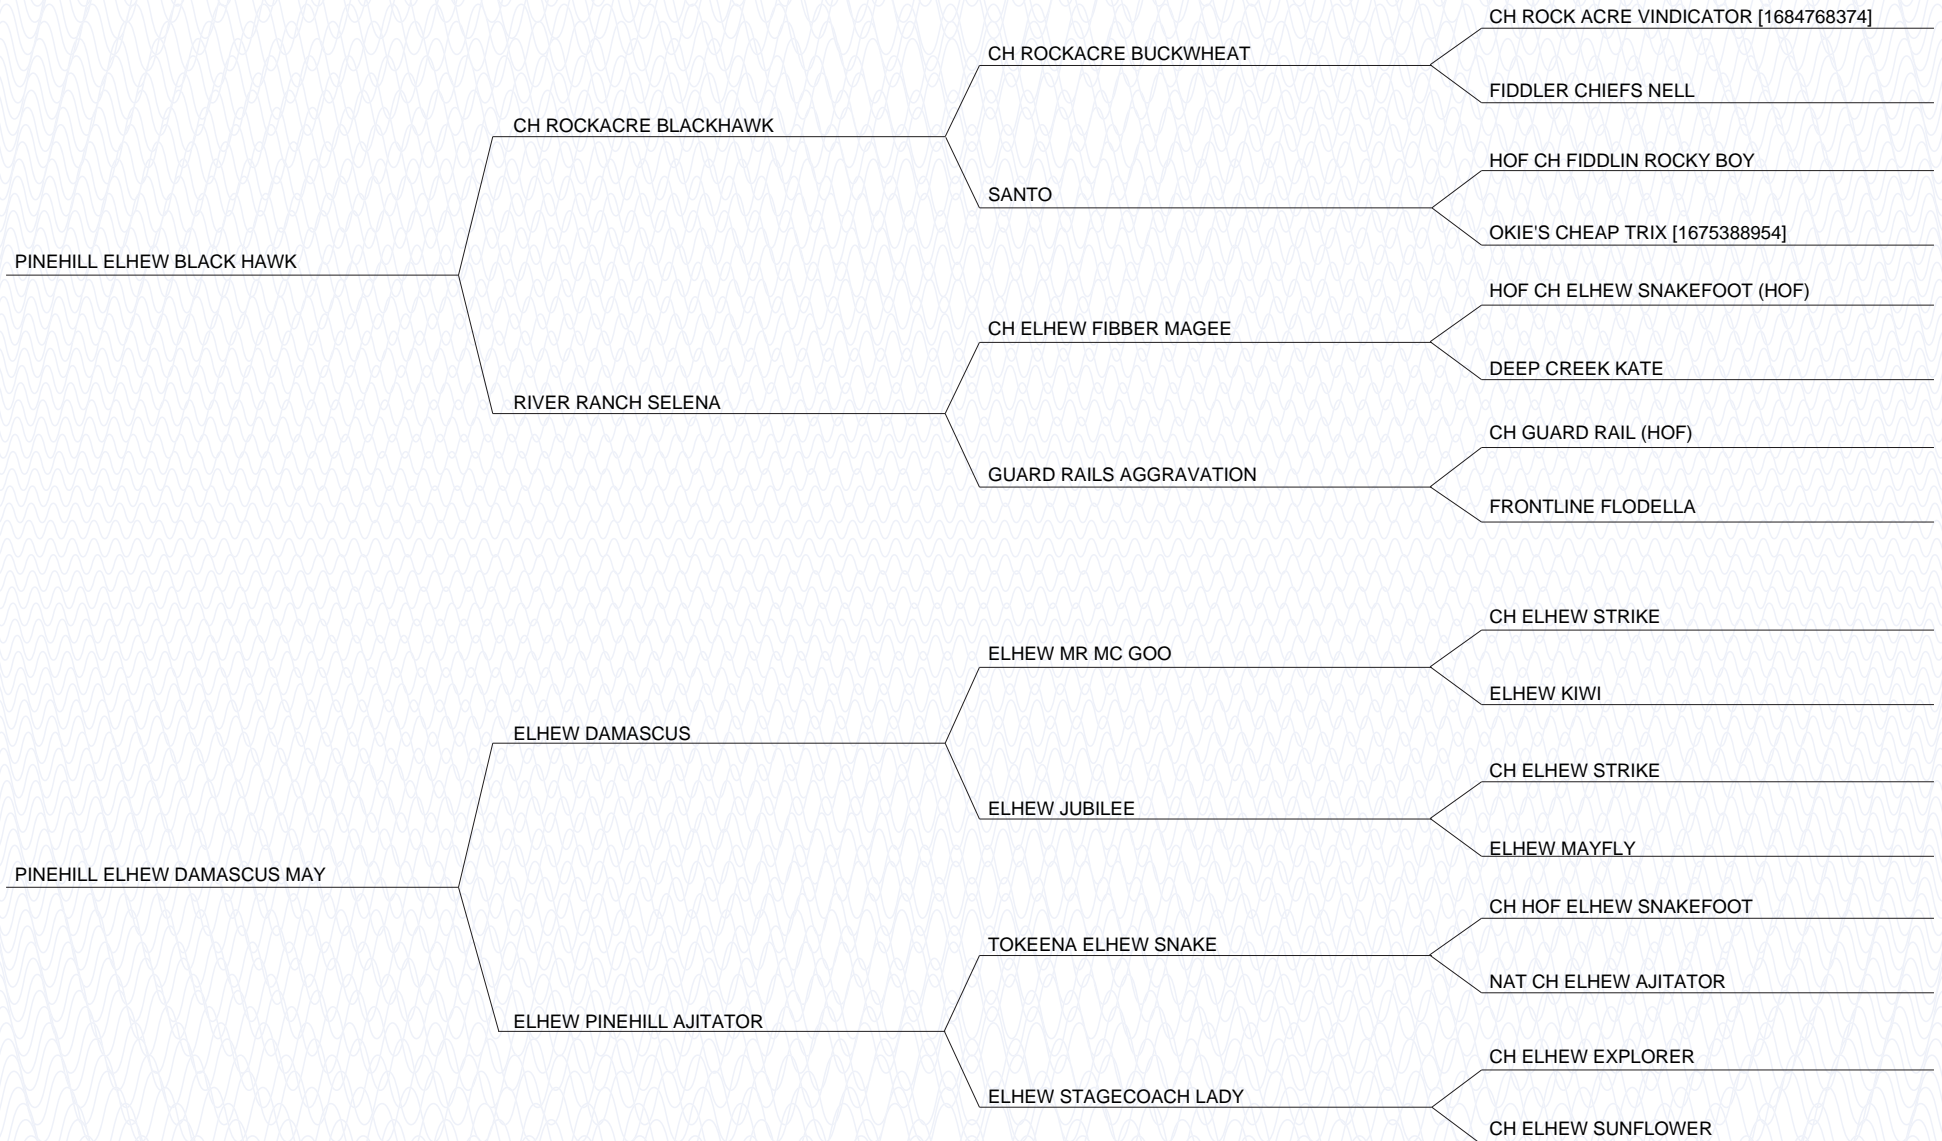 CH ROCK ACRE VINDICATOR [1684768374]
CH ROCKACRE BUCKWHEAT
FIDDLER CHIEFS NELL
CH ROCKACRE BLACKHAWK
HOF CH FIDDLIN ROCKY BOY
SANTO
OKIE'S CHEAP TRIX [1675388954]
PINEHILL ELHEW BLACK HAWK
HOF CH ELHEW SNAKEFOOT (HOF)
CH ELHEW FIBBER MAGEE
DEEP CREEK KATE
RIVER RANCH SELENA
CH GUARD RAIL (HOF)
GUARD RAILS AGGRAVATION
FRONTLINE FLODELLA
CH ELHEW STRIKE
ELHEW MR MC GOO
ELHEW KIWI
ELHEW DAMASCUS
CH ELHEW STRIKE
ELHEW JUBILEE
ELHEW MAYFLY
PINEHILL ELHEW DAMASCUS MAY
CH HOF ELHEW SNAKEFOOT
TOKEENA ELHEW SNAKE
NAT CH ELHEW AJITATOR
ELHEW PINEHILL AJITATOR
CH ELHEW EXPLORER
ELHEW STAGECOACH LADY
CH ELHEW SUNFLOWER